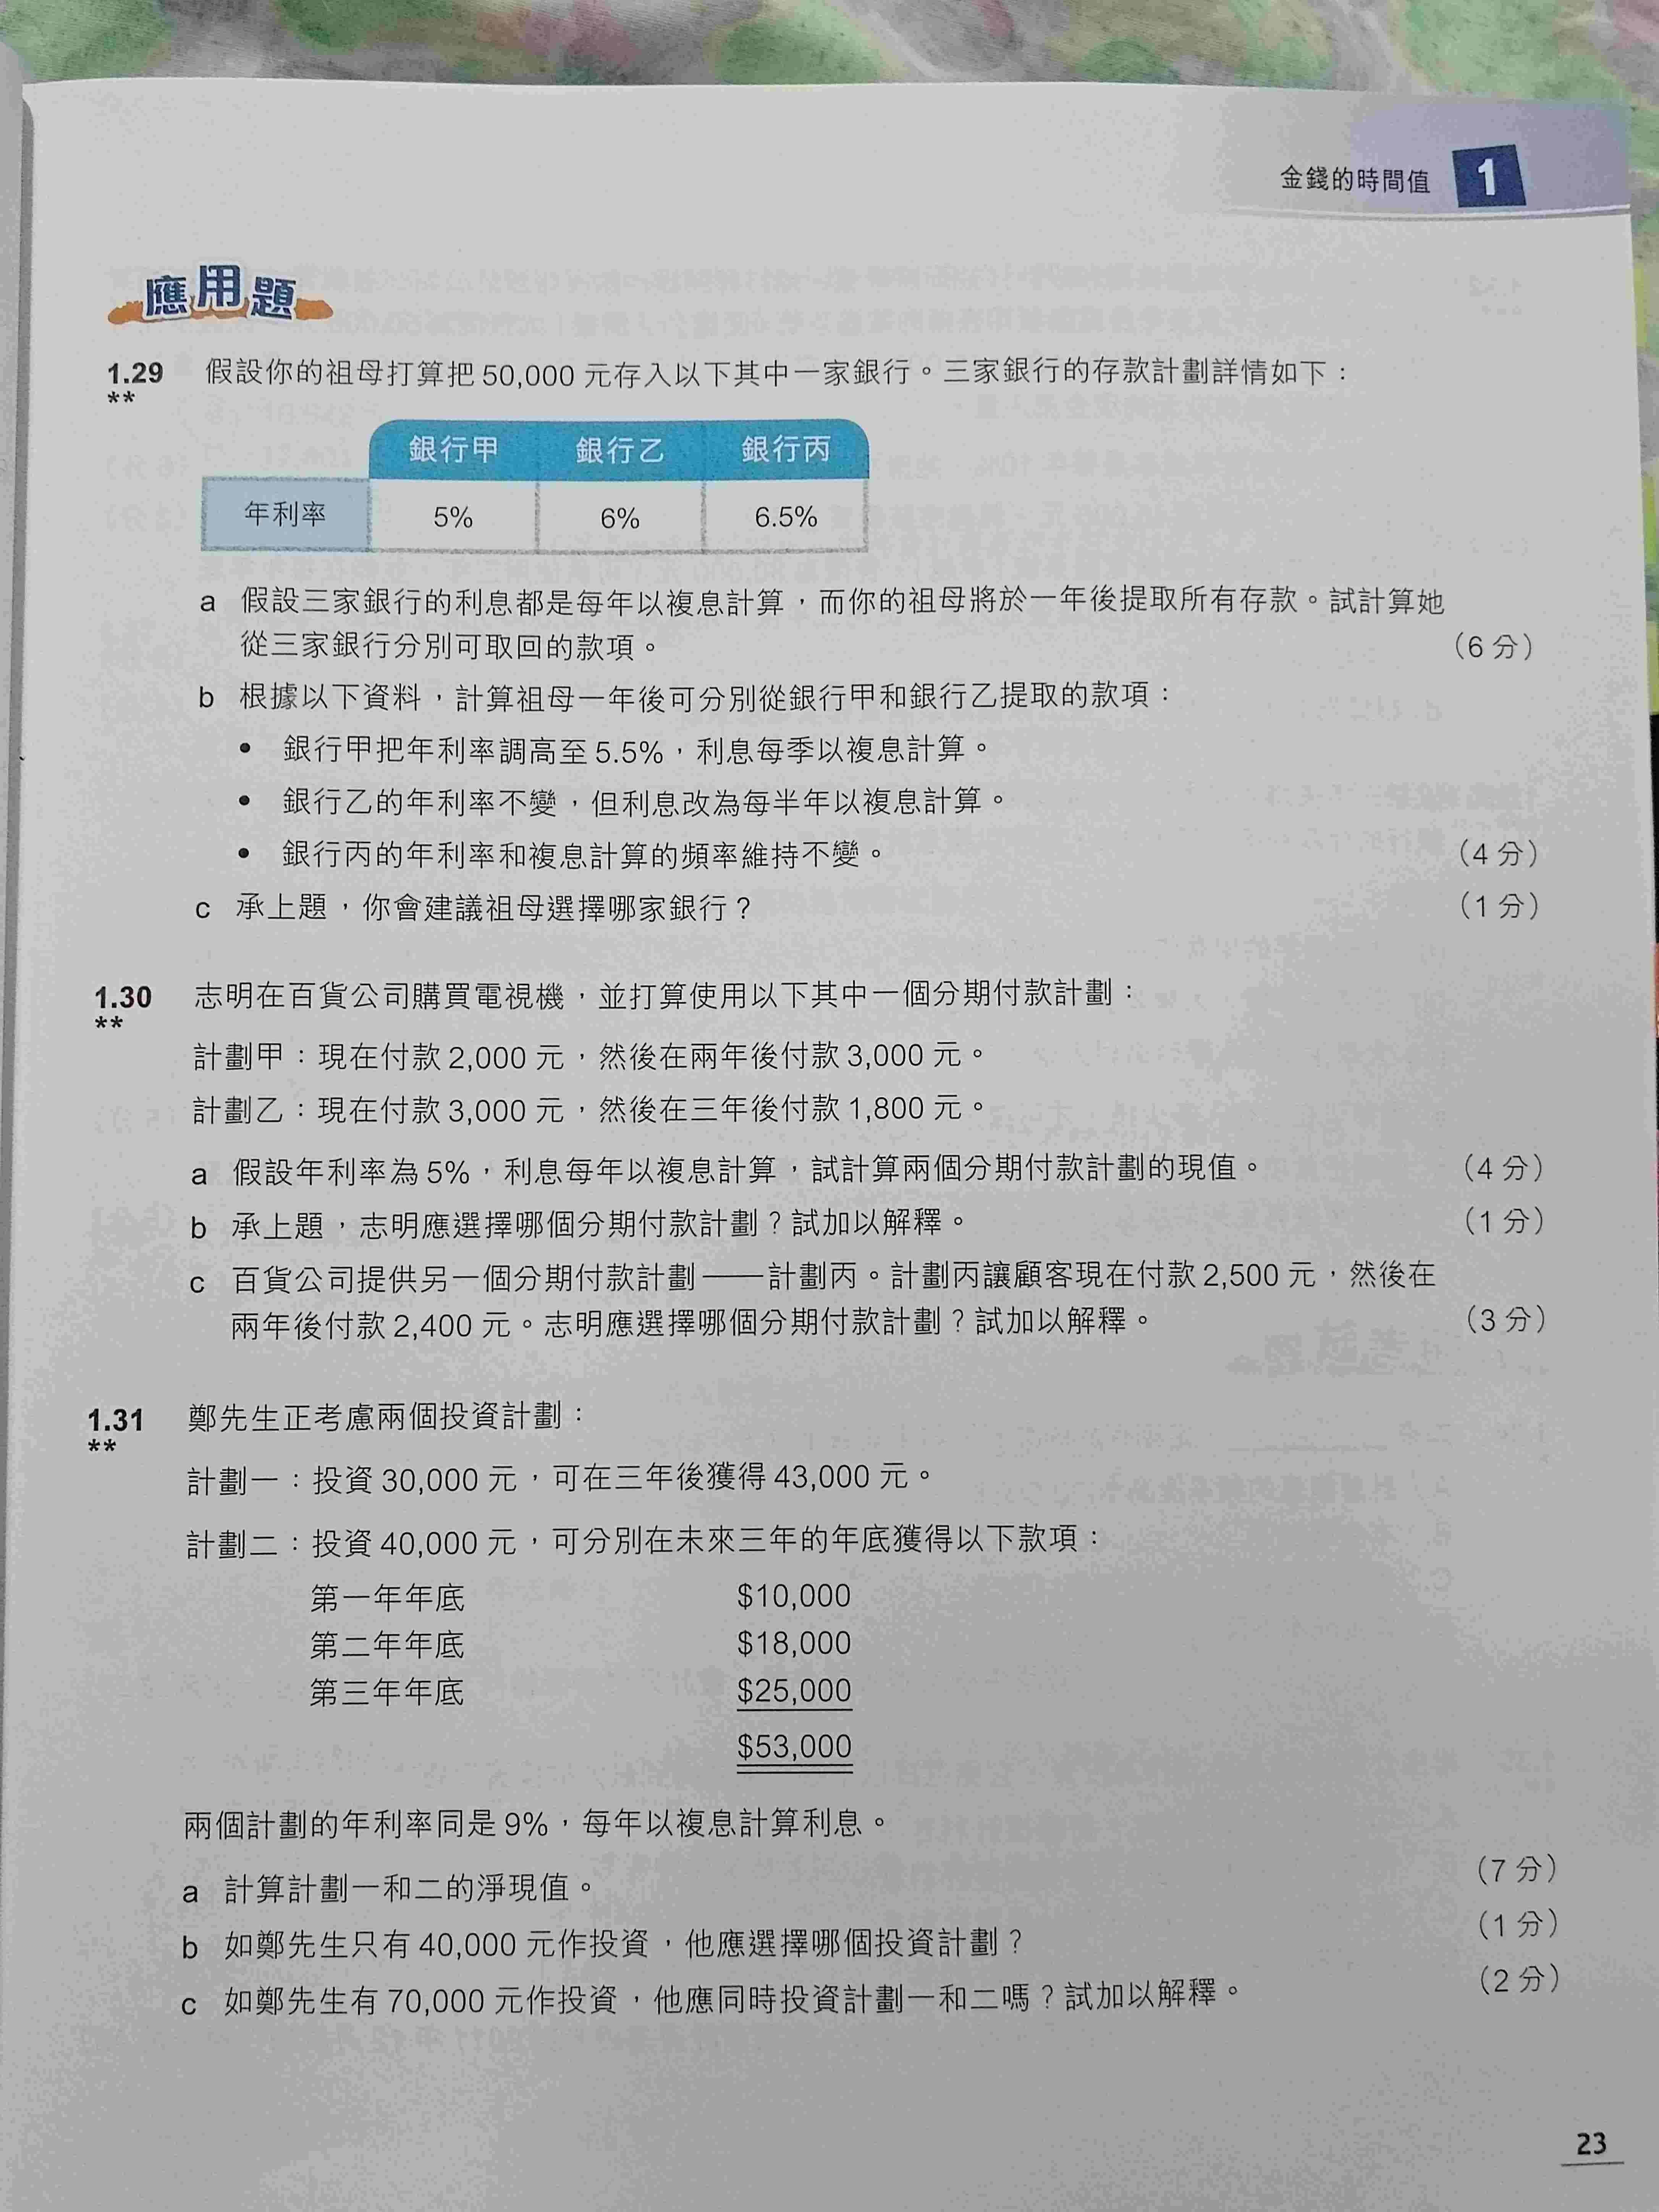 金錢的時間值 1
應用題
1.29 假設你的祖母打算把 50,000 元存入以下其中一家銀行。三家銀行的存款計劃詳情如下：
**
銀行甲 銀行乙 銀行丙
年利率 5% 6% 6.5%
a 假設三家銀行的利息都是每年以複息計算，而你的祖母將於一年後提取所有存款。試計算她
從三家銀行分別可取回的款項。 （6 分）
b 根據以下資料，計算祖母一年後可分別從銀行甲和銀行乙提取的款項：
• 銀行甲把年利率調高至 5.5%，利息每季以複息計算。
• 銀行乙的年利率不變，但利息改為每半年以複息計算。
• 銀行丙的年利率和複息計算的頻率維持不變。 （4 分）
c 承上題，你會建議祖母選擇哪家銀行？ （1 分）
1.30 志明在百貨公司購買電視機，並打算使用以下其中一個分期付款計劃：
**
計劃甲：現在付款 2,000 元，然後在兩年後付款 3,000 元。
計劃乙：現在付款 3,000 元，然後在三年後付款 1,800 元。
a 假設年利率為 5%，利息每年以複息計算，試計算兩個分期付款計劃的現值。 （4 分）
b 承上題，志明應選擇哪個分期付款計劃？試加以解釋。 （1 分）
c 百貨公司提供另一個分期付款計劃——計劃丙。計劃丙讓顧客現在付款 2,500 元，然後在
兩年後付款 2,400 元。志明應選擇哪個分期付款計劃？試加以解釋。 （3 分）
1.31 鄭先生正考慮兩個投資計劃：
**
計劃一：投資 30,000 元，可在三年後獲得 43,000 元。
計劃二：投資 40,000 元，可分別在未來三年的年底獲得以下款項：
第一年年底 $10,000
第二年年底 $18,000
第三年年底 $25,000
$53,000
兩個計劃的年利率同是 9%，每年以複息計算利息。
a 計算計劃一和二的淨現值。 （7 分）
b 如鄭先生只有 40,000 元作投資，他應選擇哪個投資計劃？ （1 分）
c 如鄭先生有 70,000 元作投資，他應同時投資計劃一和二嗎？試加以解釋。 （2 分）
23